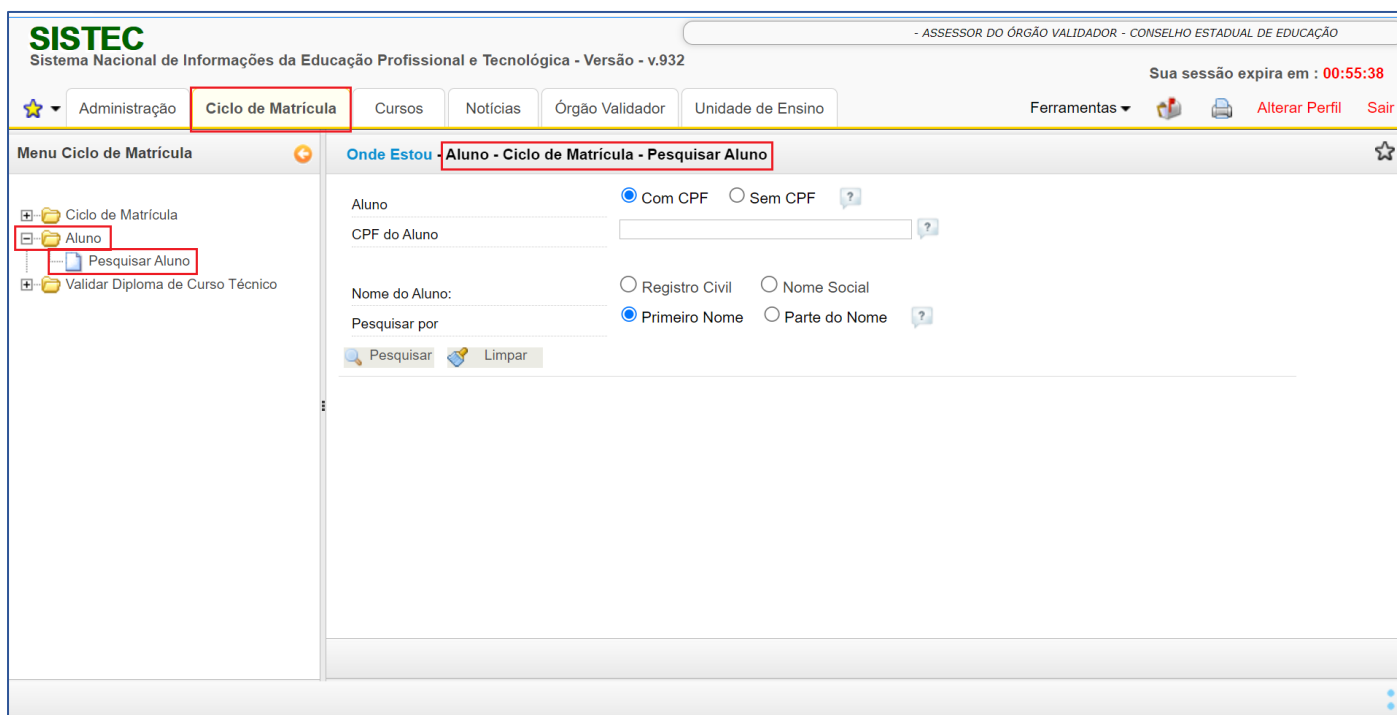 SISTEC
- ASSESSOR DO ÓRGÃO VALIDADOR - CONSELHO ESTADUAL DE EDUCAÇÃO
Sistema Nacional de Informações da Educação Profissional e Tecnológica - Versão - v.932
Sua sessão expira em : 00:55:38
Administração Ciclo de Matrícula Cursos Notícias Órgão Validador Unidade de Ensino Ferramentas Alterar Perfil Sair
Menu Ciclo de Matrícula
Ciclo de Matrícula
Aluno
Pesquisar Aluno
Validar Diploma de Curso Técnico
Onde Estou - Aluno - Ciclo de Matrícula - Pesquisar Aluno
Aluno Com CPF Sem CPF ?
CPF do Aluno ?
Nome do Aluno: Registro Civil Nome Social
Pesquisar por Primeiro Nome Parte do Nome ?
Pesquisar Limpar